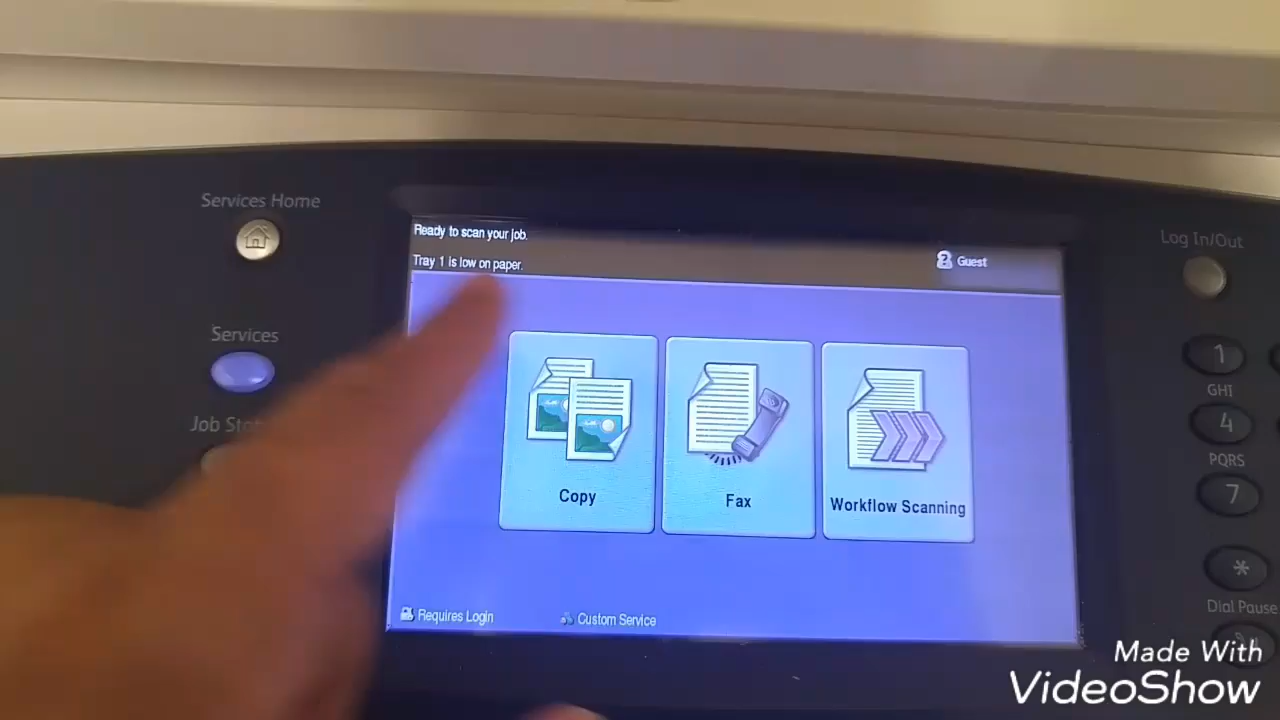 Services Home
Log In/Out
Ready to scan your job.
Tray 1 is low on paper.
Guest
Services
1
GHI
4
PQRS
7
*
Dial Pause
Copy
Fax
Workflow Scanning
Requires Login
Custom Service
Job
Made With
VideoShow